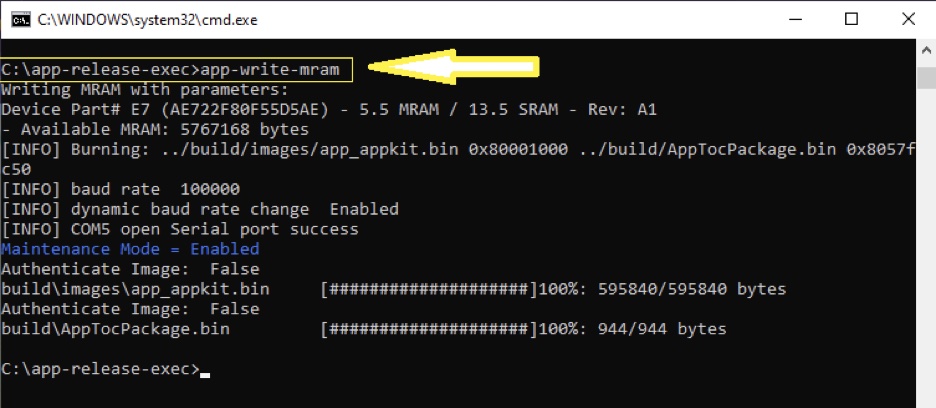 C:\WINDOWS\system32\cmd.exe
C:\app-release-exec>app-write-mram
Writing MRAM with parameters:
Device Part# E7 (AE722F80F55D5AE) - 5.5 MRAM / 13.5 SRAM - Rev: A1
- Available MRAM: 5767168 bytes
[INFO] Burning: ../build/images/app_appkit.bin 0x80001000 ../build/AppTocPackage.bin 0x8057f
c50
[INFO] baud rate  100000
[INFO] dynamic baud rate change  Enabled
[INFO] COM5 open Serial port success
Maintenance Mode = Enabled
Authenticate Image:  False
build\images\app_appkit.bin     [####################]100%: 595840/595840 bytes
Authenticate Image:  False
build\AppTocPackage.bin         [####################]100%: 944/944 bytes
C:\app-release-exec>